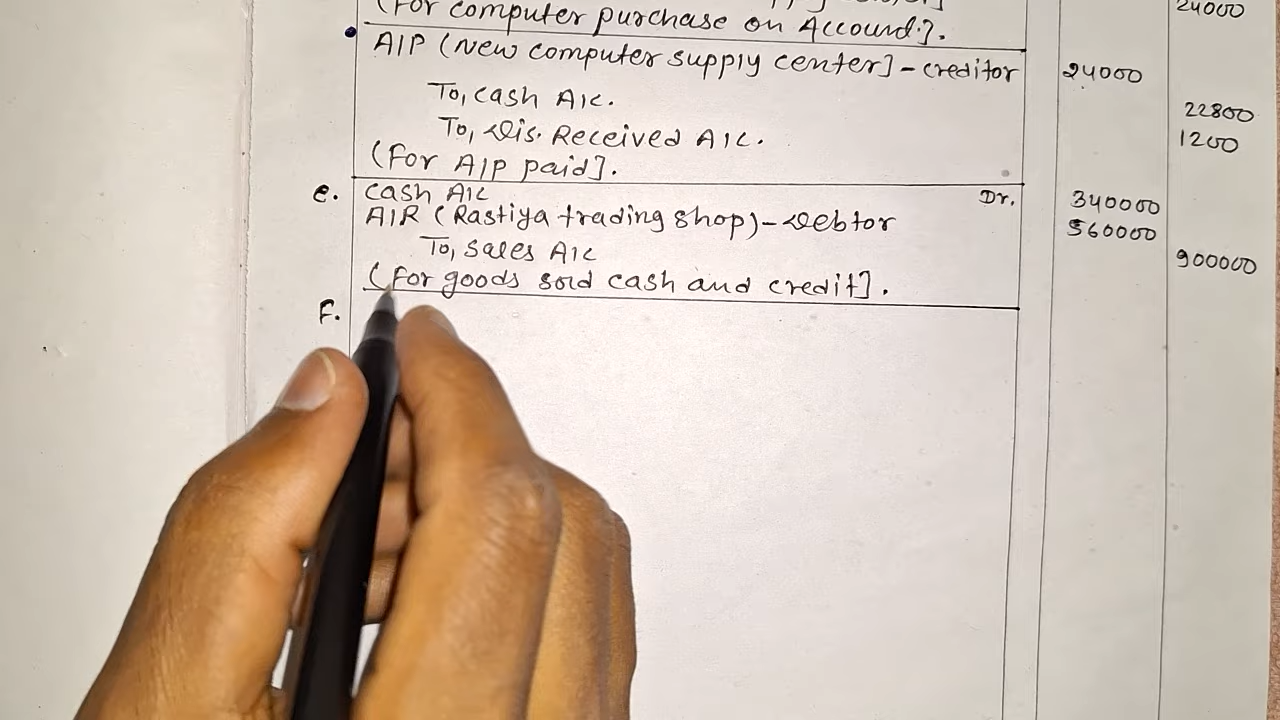 24000
(For computer purchase on Account].
A/P (New computer supply center] - creditor 24000
To, cash A/c. 22800
To, Dis. Received A/c. 1200
(For A/p paid].
e. cash A/c Dr. 340000
A/R (Rastiya trading shop) - Debtor 560000
To, sales A/c 900000
(For goods sold cash and credit].
F.